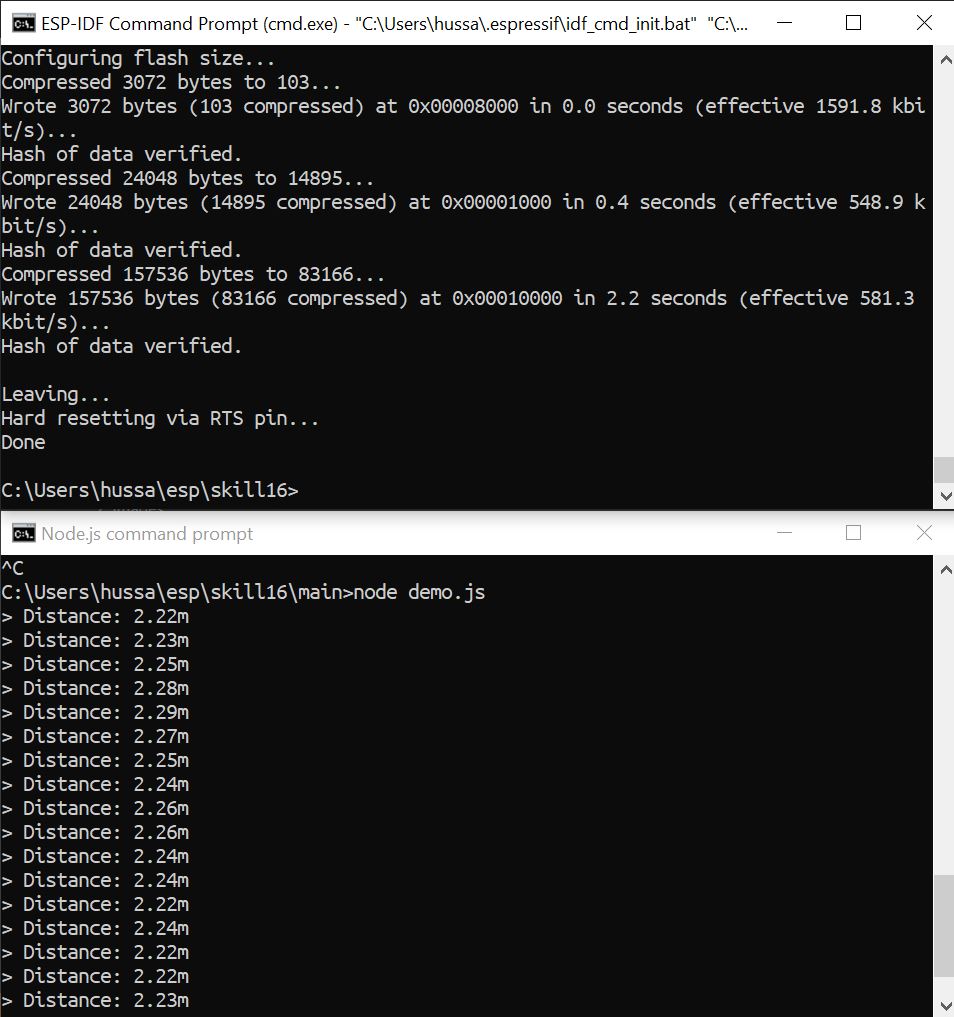 ESP-IDF Command Prompt (cmd.exe) - "C:\Users\hussa\.espressif\idf_cmd_init.bat" "C:\...
Configuring flash size...
Compressed 3072 bytes to 103...
Wrote 3072 bytes (103 compressed) at 0x00008000 in 0.0 seconds (effective 1591.8 kbi
t/s)...
Hash of data verified.
Compressed 24048 bytes to 14895...
Wrote 24048 bytes (14895 compressed) at 0x00001000 in 0.4 seconds (effective 548.9 k
bit/s)...
Hash of data verified.
Compressed 157536 bytes to 83166...
Wrote 157536 bytes (83166 compressed) at 0x00010000 in 2.2 seconds (effective 581.3
kbit/s)...
Hash of data verified.
Leaving...
Hard resetting via RTS pin...
Done
C:\Users\hussa\esp\skill16>
Node.js command prompt
^C
C:\Users\hussa\esp\skill16\main>node demo.js
> Distance: 2.22m
> Distance: 2.23m
> Distance: 2.25m
> Distance: 2.28m
> Distance: 2.29m
> Distance: 2.27m
> Distance: 2.25m
> Distance: 2.24m
> Distance: 2.26m
> Distance: 2.26m
> Distance: 2.24m
> Distance: 2.24m
> Distance: 2.22m
> Distance: 2.24m
> Distance: 2.22m
> Distance: 2.22m
> Distance: 2.23m